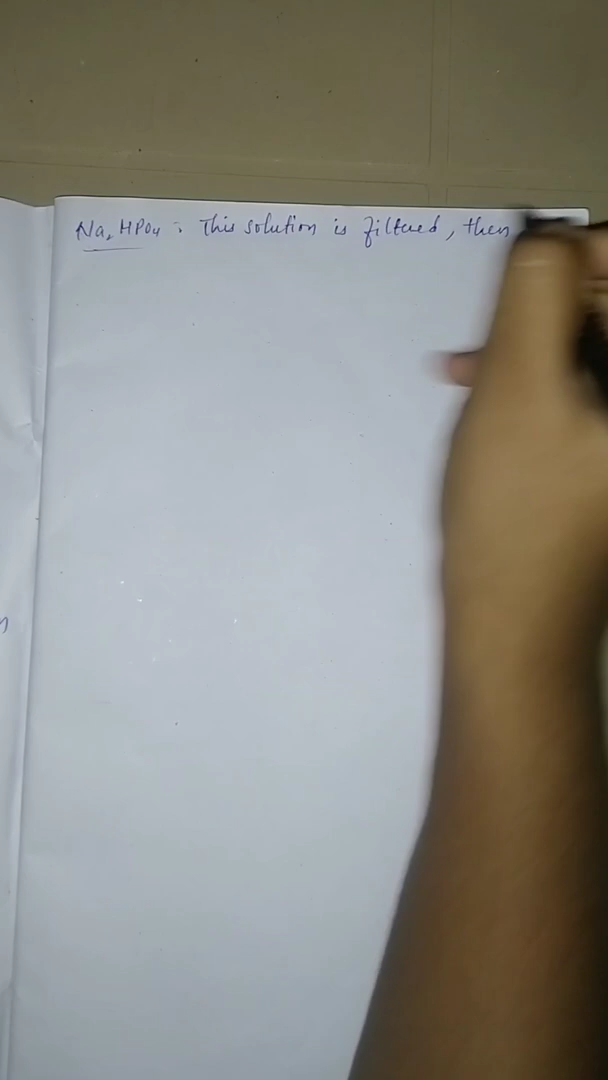 Na₂HPO₄ : This solution is filtered, then